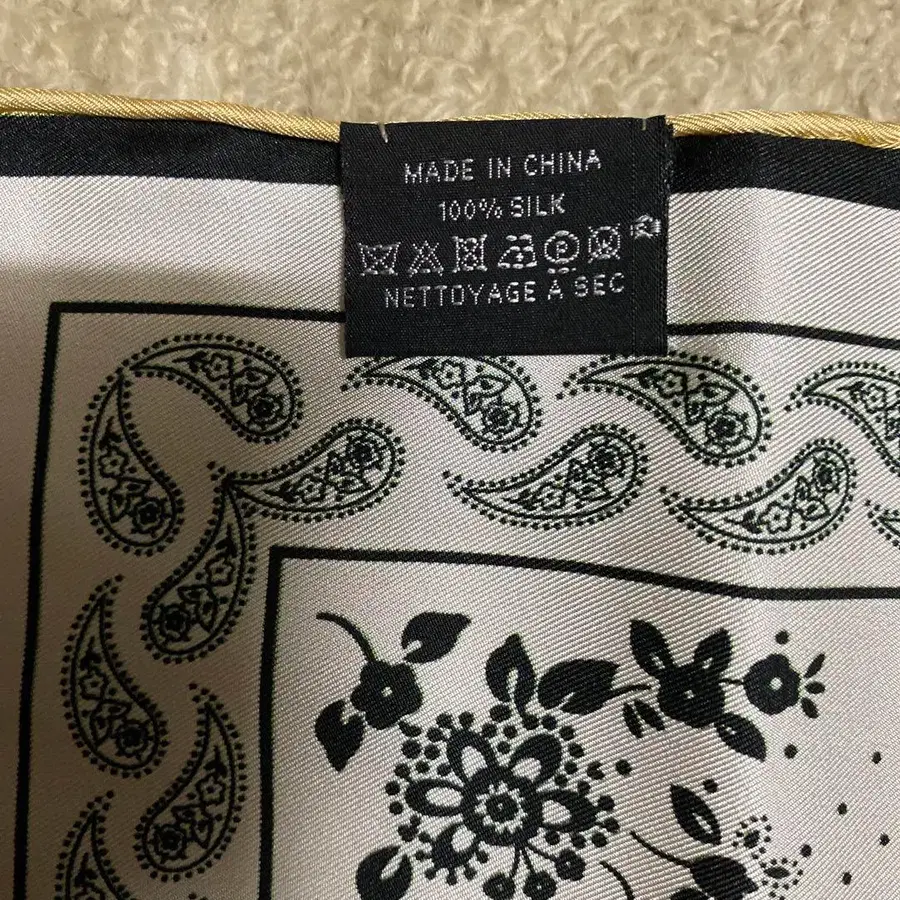 MADE IN CHINA
100% SILK
P
NETTOYAGE À SEC